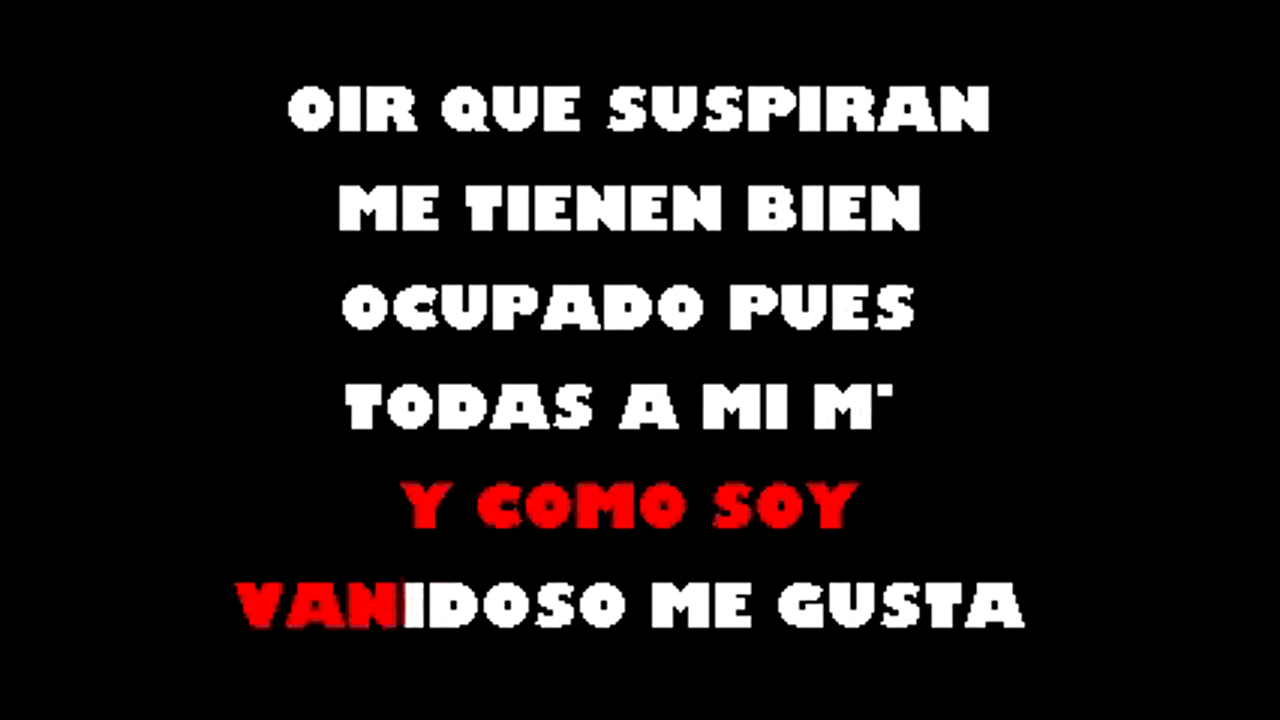 OIR QUE SUSPIRAN
ME TIENEN BIEN
OCUPADO PUES
TODAS A MI M'
Y COMO SOY
VANIDOSO ME GUSTA